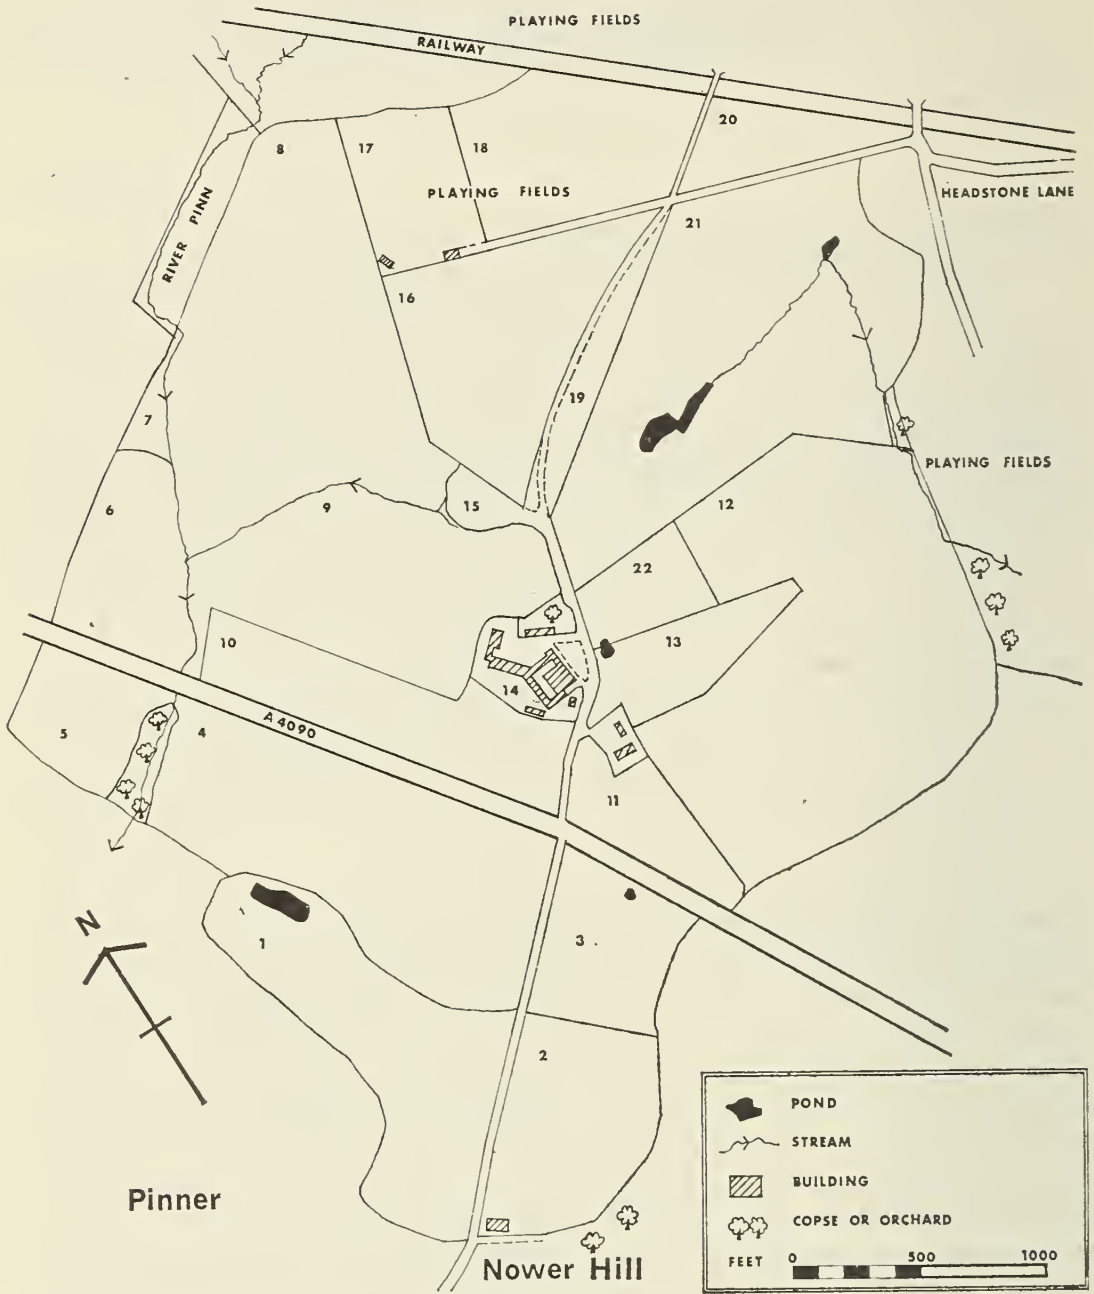 PLAYING FIELDS
RAILWAY
20
8
17
18
PLAYING FIELDS
HEADSTONE LANE
RIVER PINN
21
16
19
7
PLAYING FIELDS
6
9
15
12
22
10
13
14
5
4
A 4090
11
N
1
3
2
Pinner
Nower Hill
POND
STREAM
BUILDING
COPSE OR ORCHARD
FEET 0 500 1000